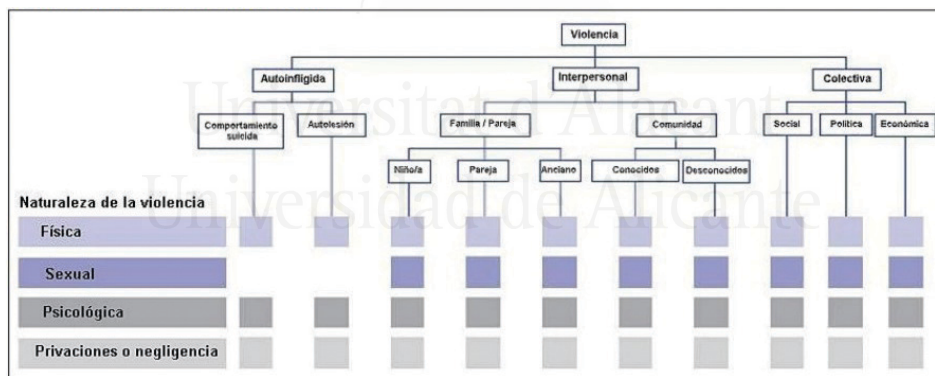 Violencia
Autoinfligida
Interpersonal
Colectiva
Comportamiento
suicida
Autolesión
Familia / Pareja
Comunidad
Social
Política
Económica
Niño/a
Pareja
Anciano
Conocidos
Desconocidos
Universitat d'Alacant
Universidad de Alicante
Naturaleza de la violencia
Física
Sexual
Psicológica
Privaciones o negligencia